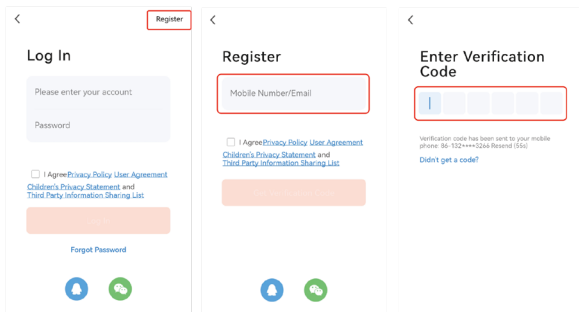 Register
Log In
Please enter your account
Password
I Agree Privacy Policy User Agreement
Children's Privacy Statement and
Third Party Information Sharing List
Forgot Password
Register
Mobile Number/Email
I Agree Privacy Policy User Agreement
Children's Privacy Statement and
Third Party Information Sharing List
Enter Verification
Code
Verification code has been sent to your mobile
phone: 96-132****3266 Resend (55s)
Didn't get a code?